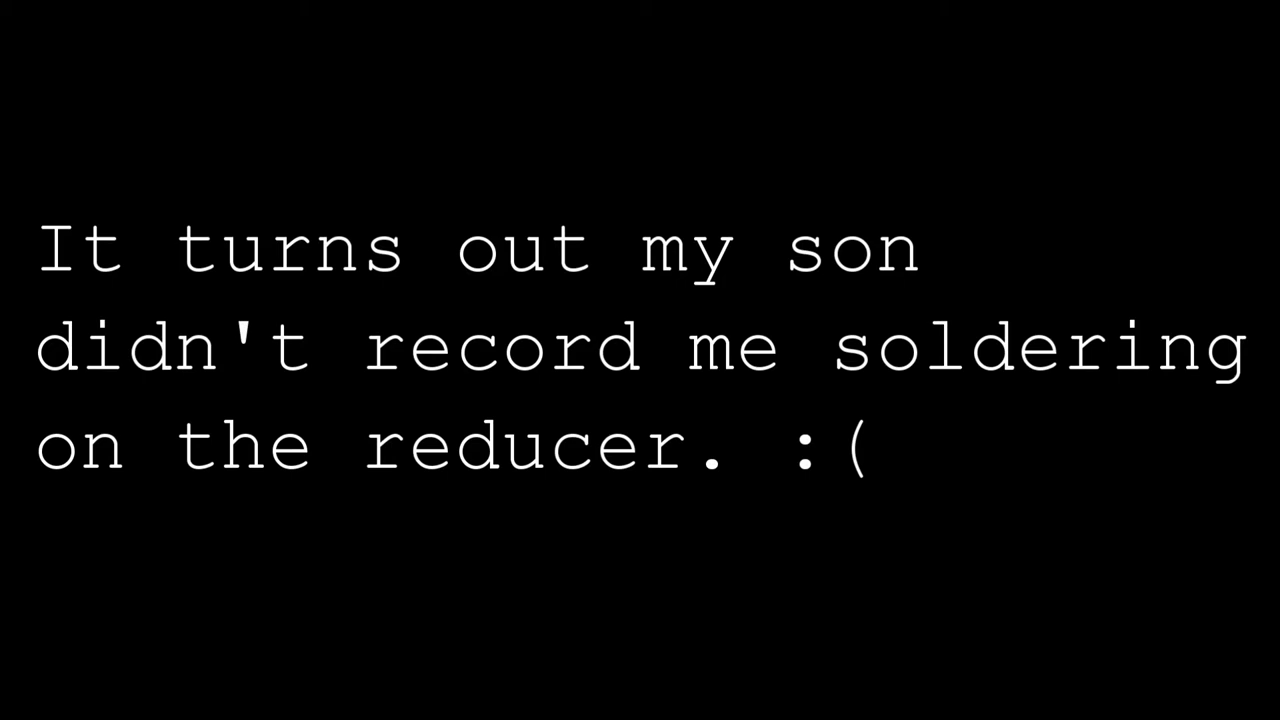 It turns out my son
didn't record me soldering
on the reducer. :(